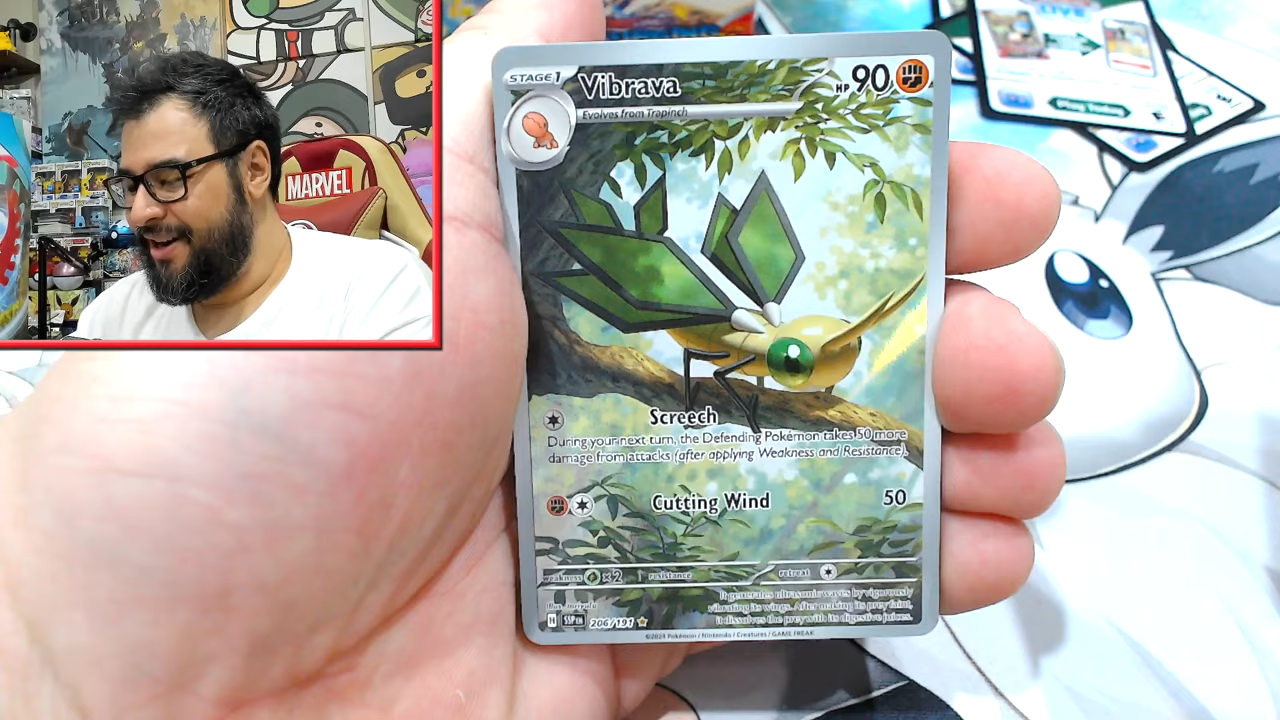 MARVEL
LIVE
Play Today
STAGE 1
Vibrava
HP 90
Evolves from Trapinch
Screech
During your next turn, the Defending Pokémon takes 50 more
damage from attacks (after applying Weakness and Resistance).
Cutting Wind
50
weakness x2 resistance retreat
It generates ultrasonic waves by vigorously
vibrating its wings. After making its prey faint,
it dissolves the prey with its digestive juices.
H SSP EN 206/191
©2024 Pokémon / Nintendo / Creatures / GAME FREAK